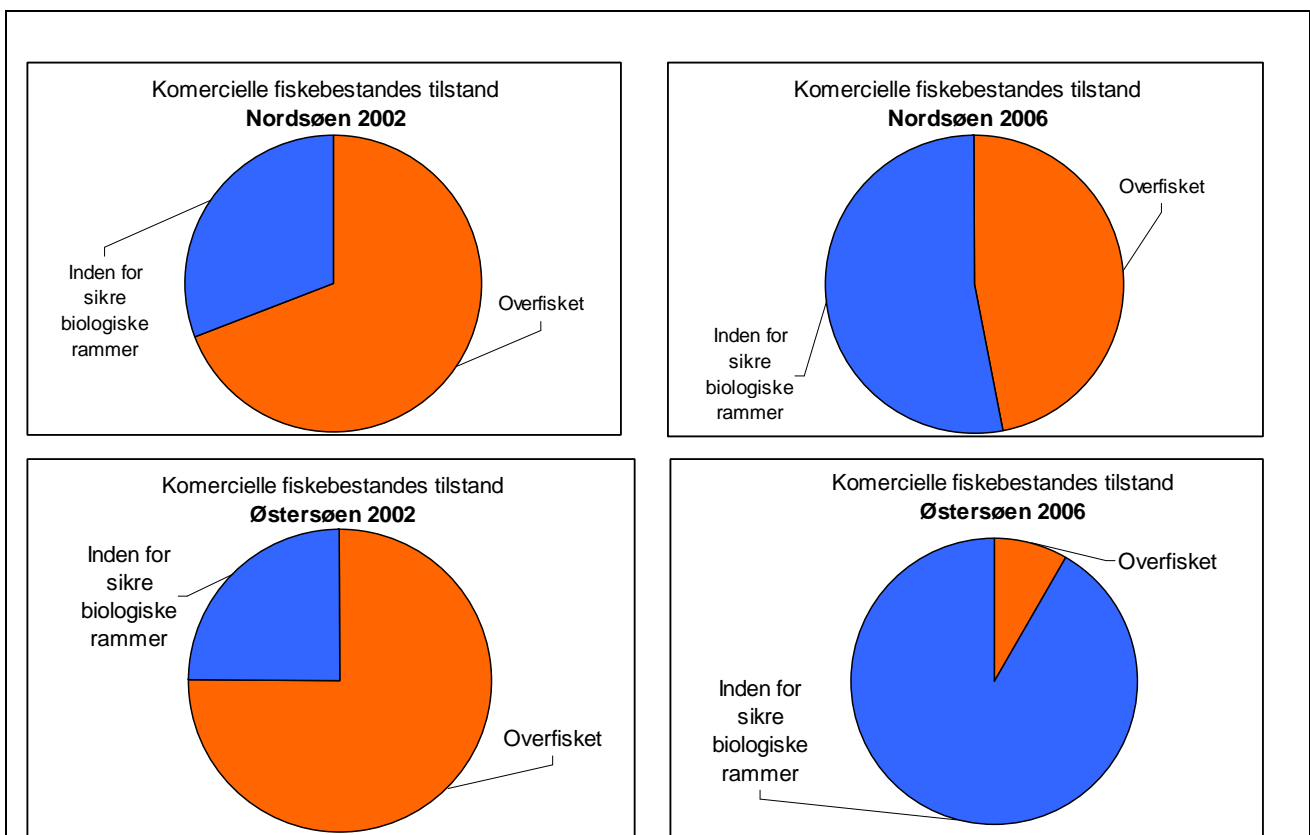 Komercielle fiskebestandes tilstand
Nordsøen 2002
Inden for
sikre
biologiske
rammer
Overfisket
Komercielle fiskebestandes tilstand
Nordsøen 2006
Overfisket
Inden for
sikre
biologiske
rammer
Komercielle fiskebestandes tilstand
Østersøen 2002
Inden for
sikre
biologiske
rammer
Overfisket
Komercielle fiskebestandes tilstand
Østersøen 2006
Overfisket
Inden for
sikre
biologiske
rammer